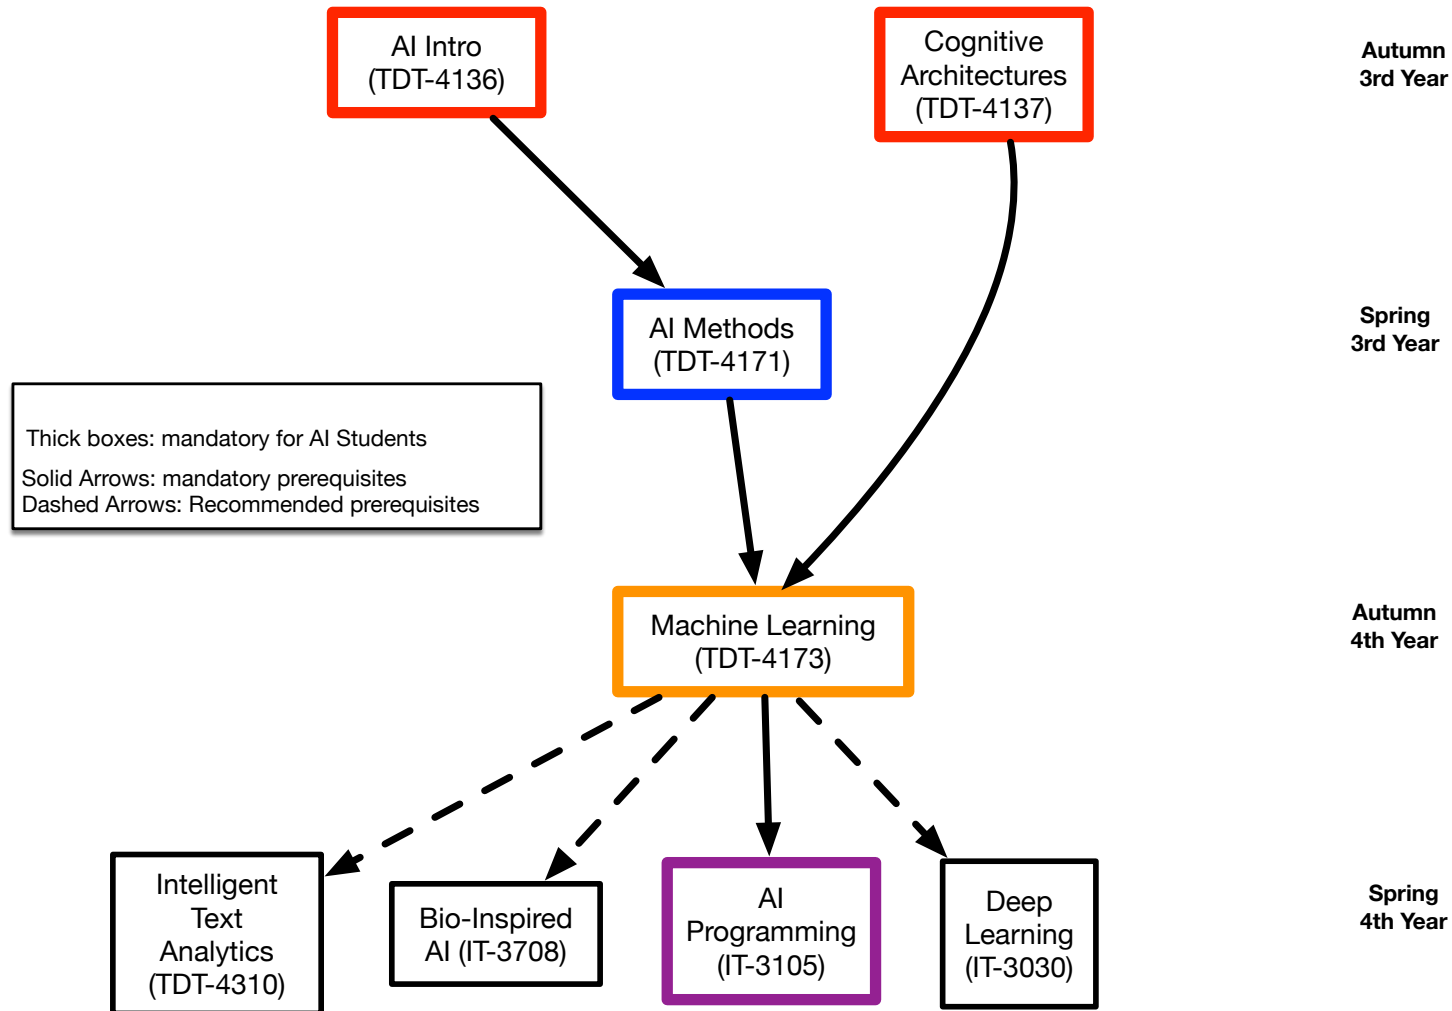 AI Intro
(TDT-4136)
Cognitive
Architectures
(TDT-4137)
Autumn
3rd Year
AI Methods
(TDT-4171)
Spring
3rd Year
Thick boxes: mandatory for AI Students
Solid Arrows: mandatory prerequisites
Dashed Arrows: Recommended prerequisites
Machine Learning
(TDT-4173)
Autumn
4th Year
Intelligent
Text
Analytics
(TDT-4310)
Bio-Inspired
AI (IT-3708)
AI
Programming
(IT-3105)
Deep
Learning
(IT-3030)
Spring
4th Year